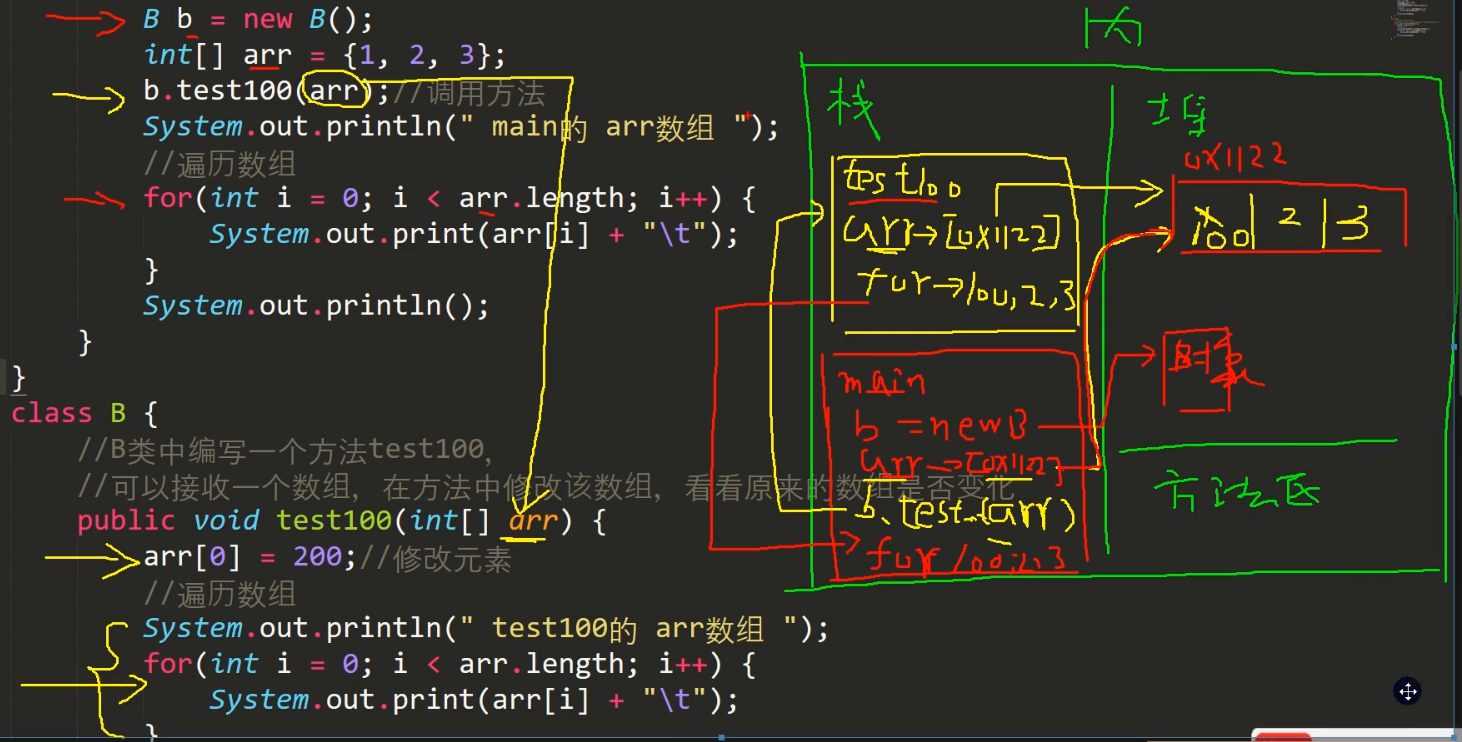 B b = new B();
int[] arr = {1, 2, 3};
b.test100(arr);//调用方法
System.out.println(" main的 arr数组 ");
//遍历数组
for(int i = 0; i < arr.length; i++) {
System.out.print(arr[i] + "\t");
}
System.out.println();
}
}
class B {
//B类中编写一个方法test100，
//可以接收一个数组，在方法中修改该数组，看看原来的数组是否变化
public void test100(int[] arr) {
arr[0] = 200;//修改元素
//遍历数组
System.out.println(" test100的 arr数组 ");
for(int i = 0; i < arr.length; i++) {
System.out.print(arr[i] + "\t");
}
栈
堆
0x1122
test100
arr→[0x1122]
for→100,2,3
100 2 3
main
b =new B
arr→[0x1122]
b.test..(arr)
for 100,2,3
方法区